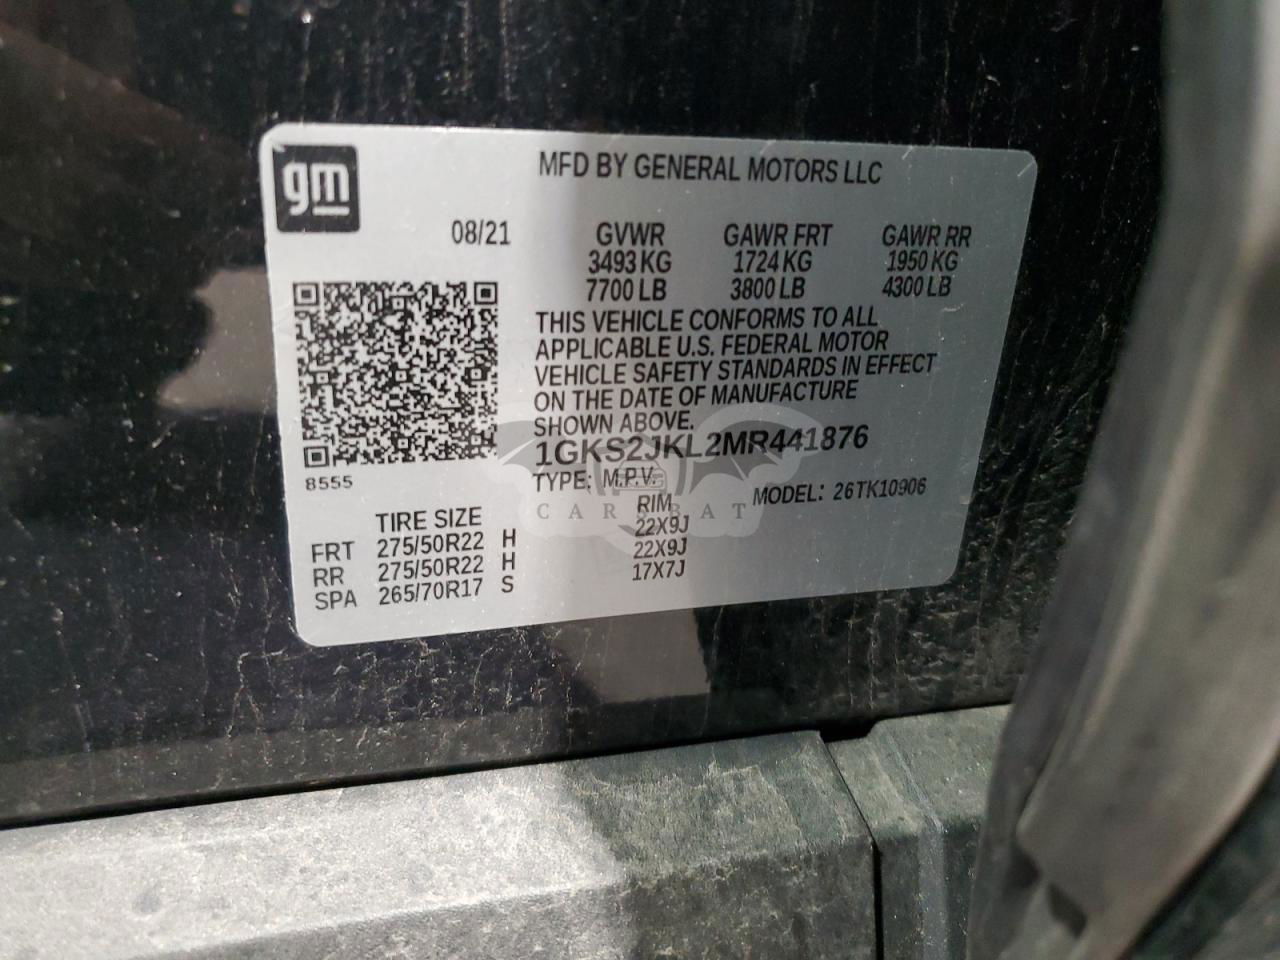 gm
MFD BY GENERAL MOTORS LLC
08/21
GVWR GAWR FRT GAWR RR
3493 KG 1724 KG 1950 KG
7700 LB 3800 LB 4300 LB
THIS VEHICLE CONFORMS TO ALL
APPLICABLE U.S. FEDERAL MOTOR
VEHICLE SAFETY STANDARDS IN EFFECT
ON THE DATE OF MANUFACTURE
SHOWN ABOVE.
1GKS2JKL2MR441876
8555
TYPE: M.P.V. MODEL: 26TK10906
TIRE SIZE RIM
FRT 275/50R22 H 22X9J
RR 275/50R22 H 22X9J
SPA 265/70R17 S 17X7J